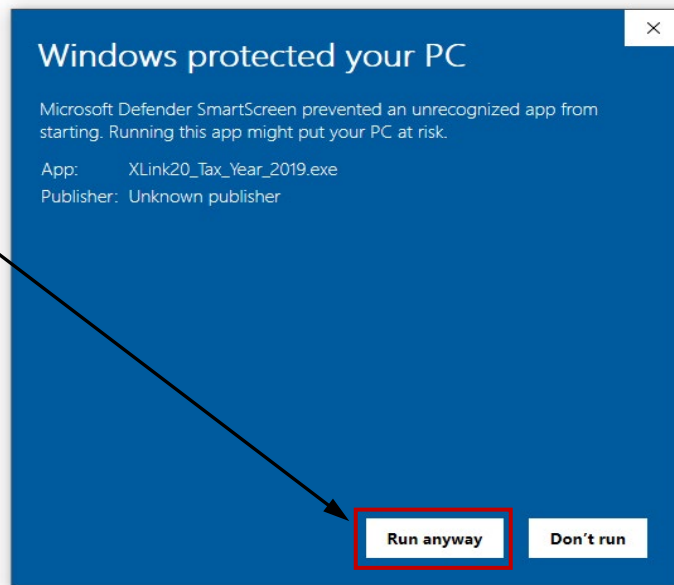 Windows protected your PC
Microsoft Defender SmartScreen prevented an unrecognized app from
starting. Running this app might put your PC at risk.
App: XLink20_Tax_Year_2019.exe
Publisher: Unknown publisher
Run anyway Don't run